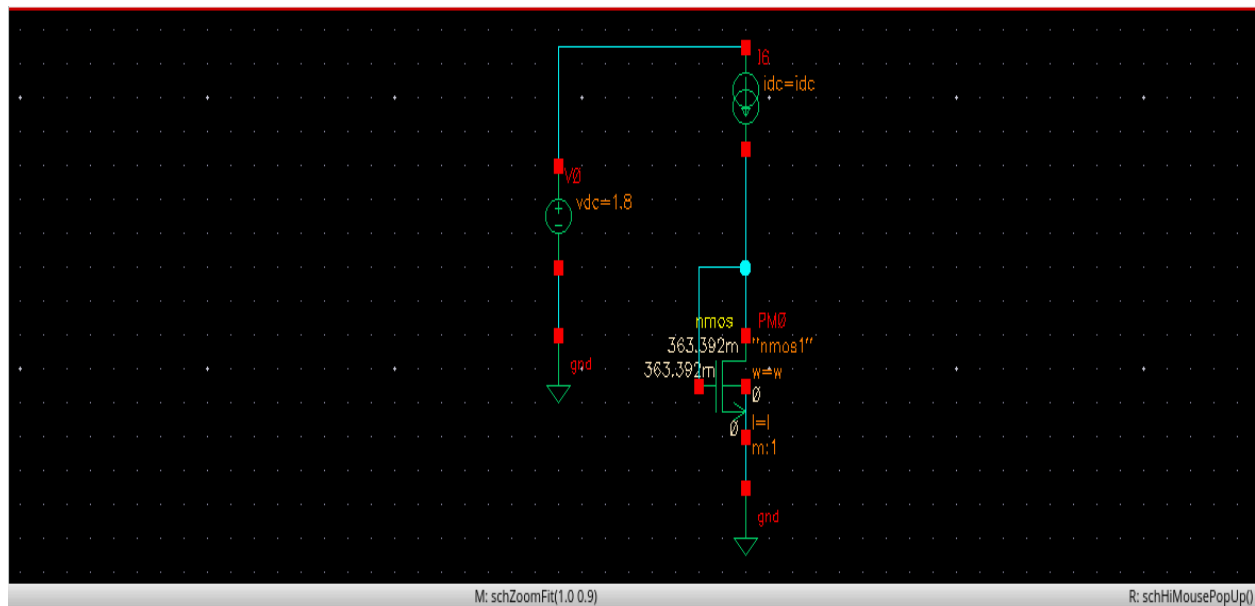 I6
idc=idc
V0
vdc=1.8
nmos PM0
363.392m "nmos1"
gnd
363.392m w=w
0
l=l
0
m:1
gnd
M: schZoomFit(1.0 0.9) R: schHiMousePopUp()